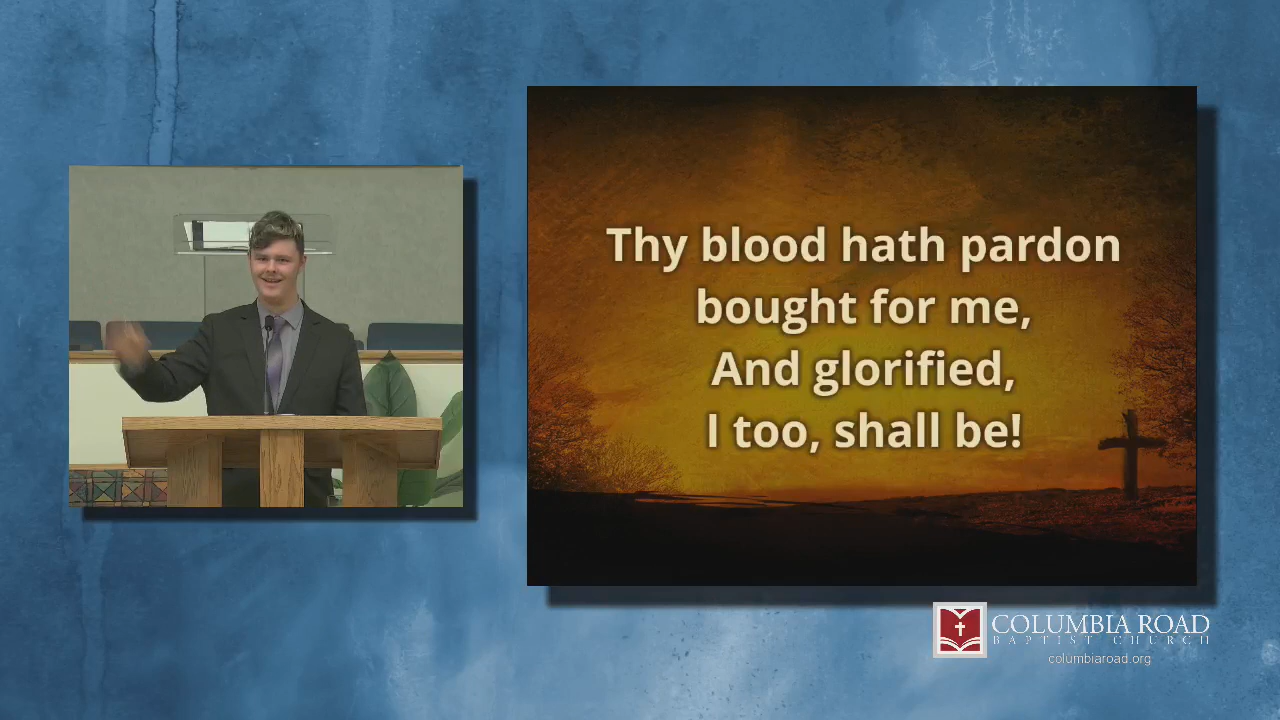 Thy blood hath pardon
bought for me,
And glorified,
I too, shall be!
COLUMBIA ROAD
BAPTIST CHURCH
columbiaroad.org